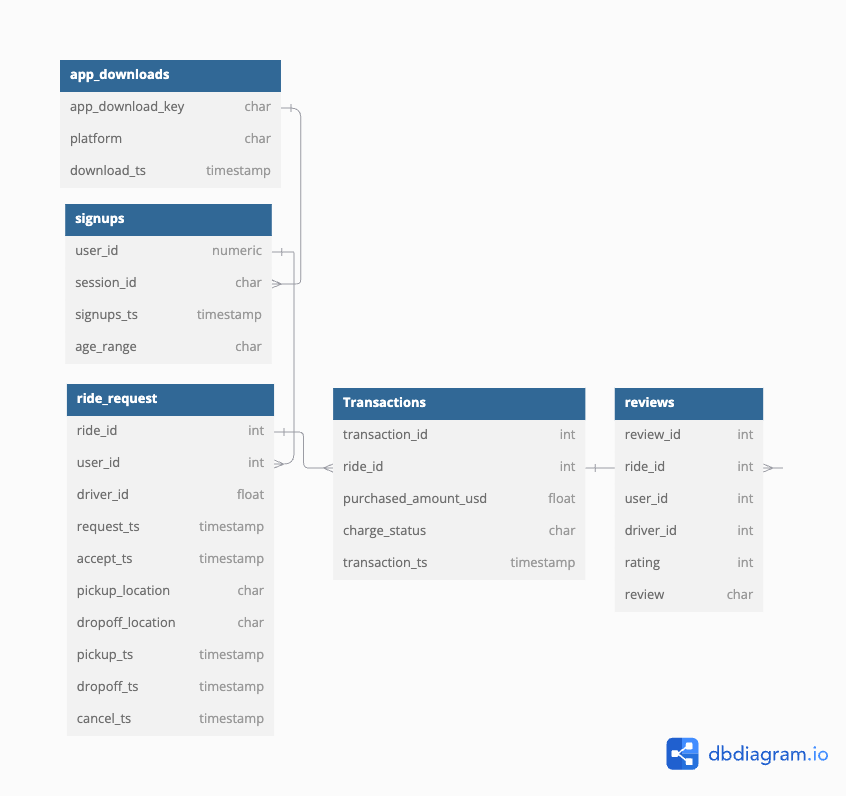 app_downloads
app_download_key char
platform char
download_ts timestamp
signups
user_id numeric
session_id char
signups_ts timestamp
age_range char
ride_request
ride_id int
user_id int
driver_id float
request_ts timestamp
accept_ts timestamp
pickup_location char
dropoff_location char
pickup_ts timestamp
dropoff_ts timestamp
cancel_ts timestamp
Transactions
transaction_id int
ride_id int
purchased_amount_usd float
charge_status char
transaction_ts timestamp
reviews
review_id int
ride_id int
user_id int
driver_id int
rating int
review char
dbdiagram.io